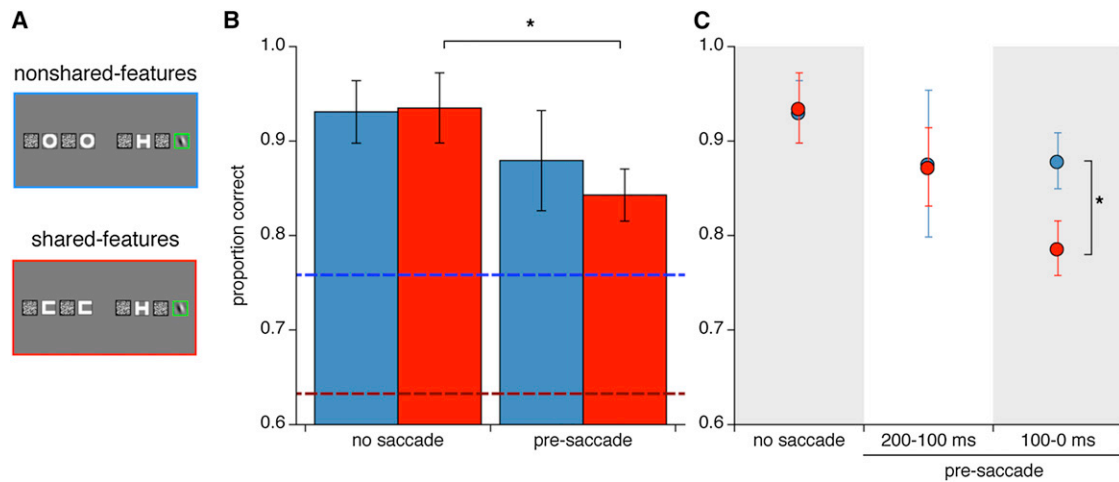 A
nonshared-features
O O H
shared-features
C C H
B
*
proportion correct
1.0
0.9
0.8
0.7
0.6
no saccade pre-saccade
C
1.0
0.9
0.8
0.7
0.6
*
no saccade 200-100 ms 100-0 ms
pre-saccade